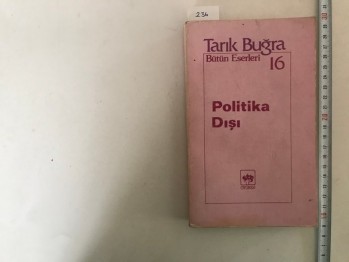 234
Tarık Buğra
Bütün Eserleri 16
Politika
Dışı